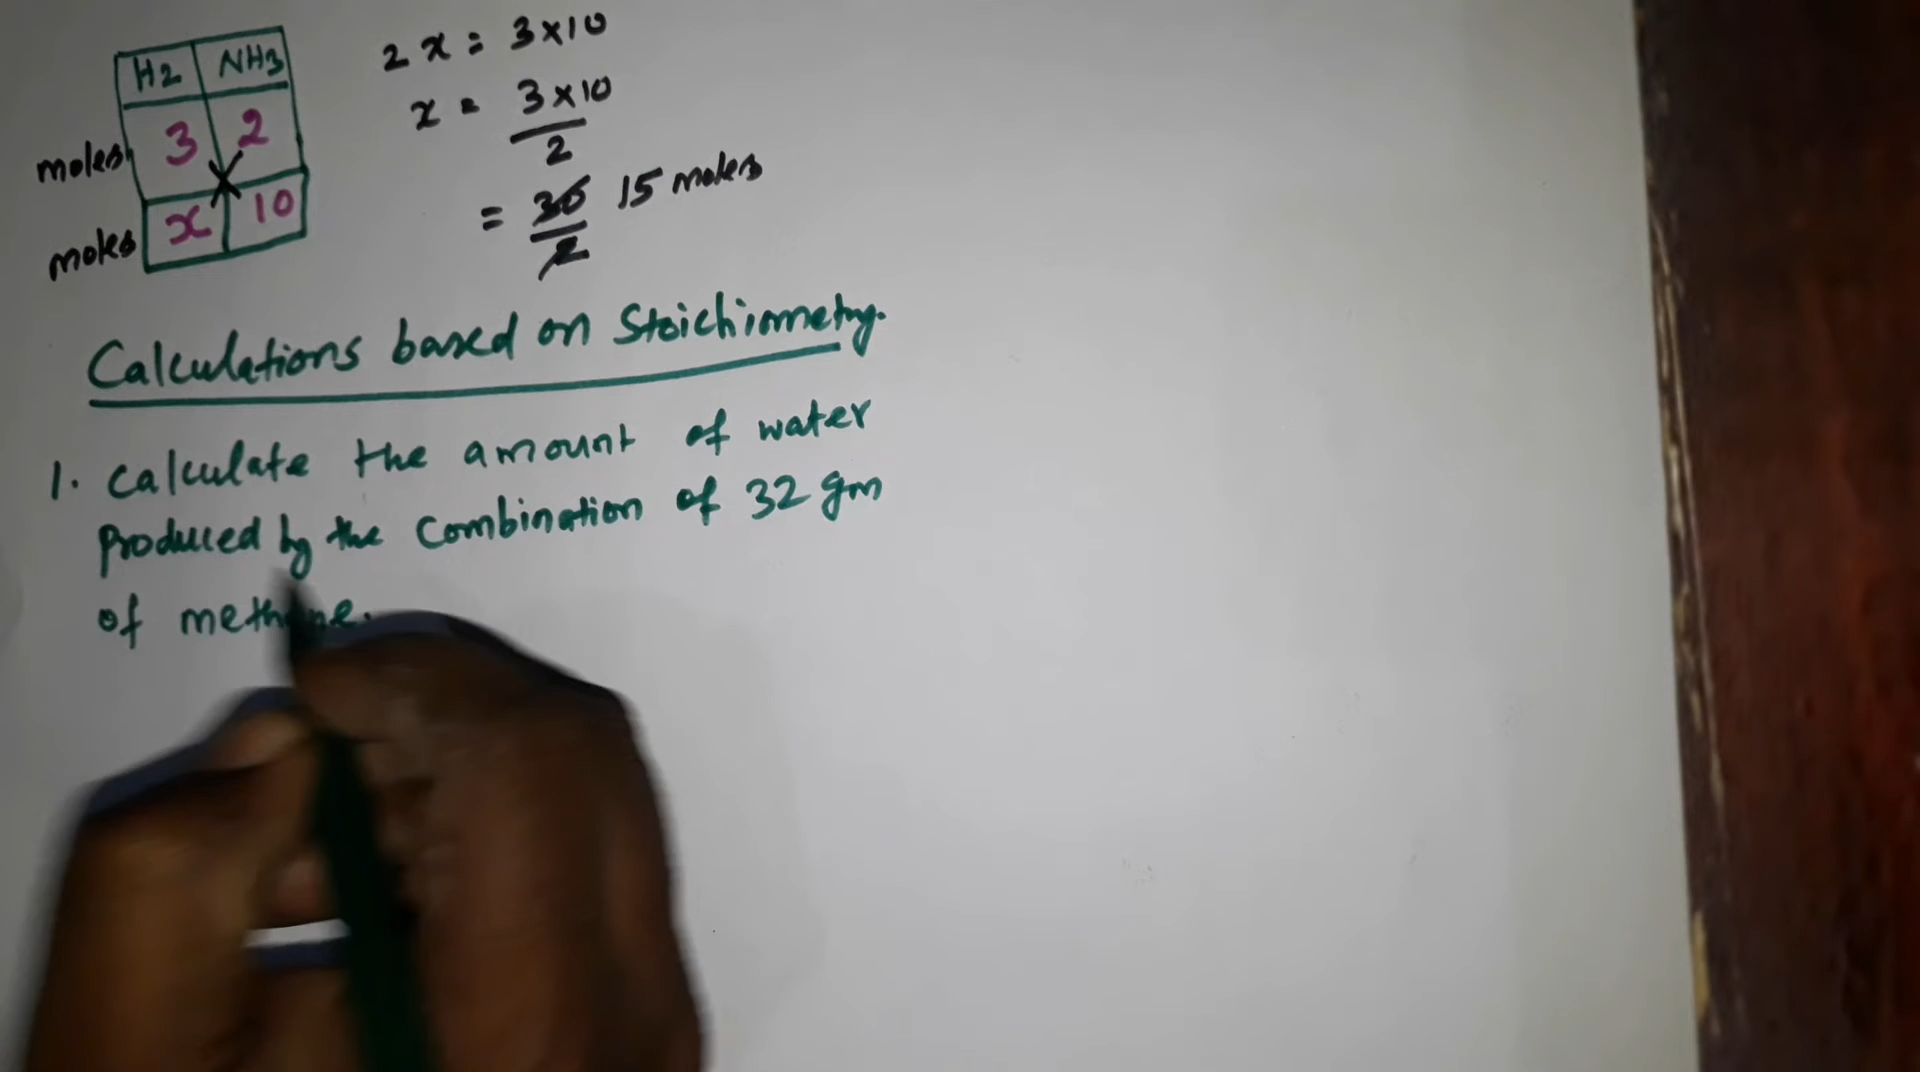 H2 NH3
moles 3 2
moles x 10
2x = 3×10
x = 3×10
2
= 30 15 moles
2
Calculations based on Stoichiometry.
1. Calculate the amount of water
produced by the combination of 32 gm
of methane.